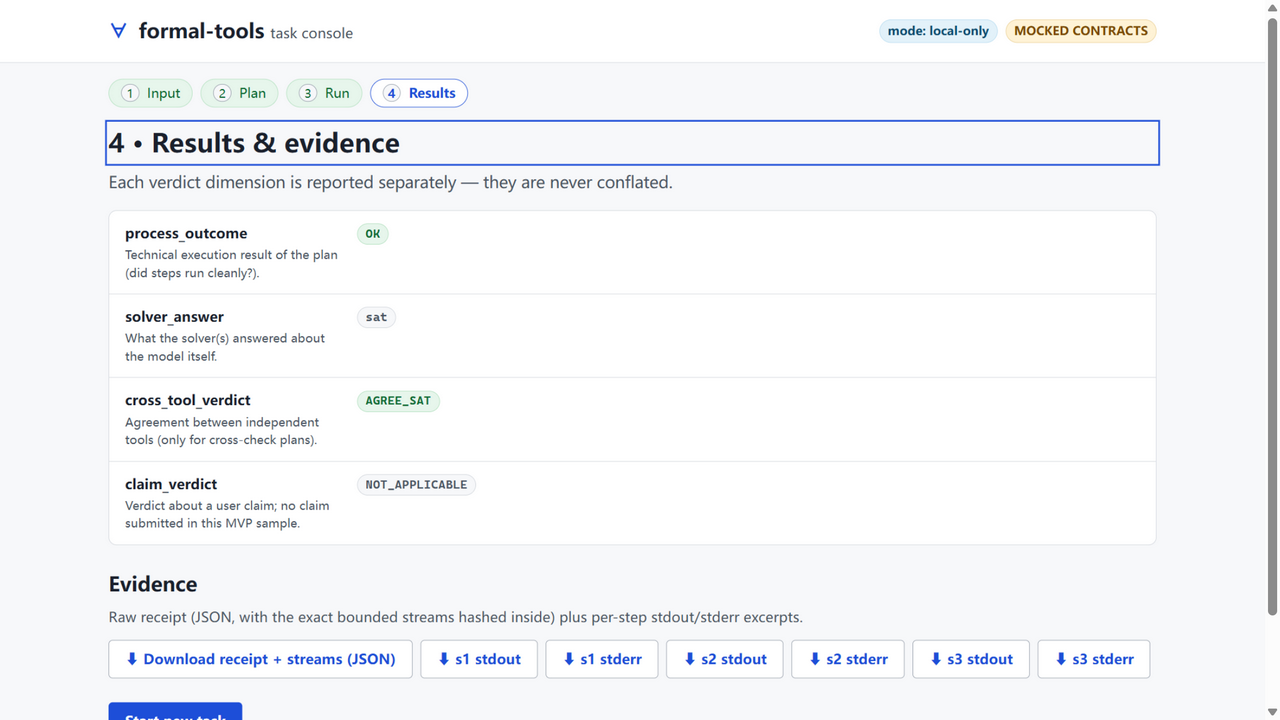 ∀ formal-tools task console
mode: local-only
MOCKED CONTRACTS
1 Input
2 Plan
3 Run
4 Results
4 • Results & evidence
Each verdict dimension is reported separately — they are never conflated.
process_outcome
OK
Technical execution result of the plan
(did steps run cleanly?).
solver_answer
sat
What the solver(s) answered about
the model itself.
cross_tool_verdict
AGREE_SAT
Agreement between independent
tools (only for cross-check plans).
claim_verdict
NOT_APPLICABLE
Verdict about a user claim; no claim
submitted in this MVP sample.
Evidence
Raw receipt (JSON, with the exact bounded streams hashed inside) plus per-step stdout/stderr excerpts.
⬇ Download receipt + streams (JSON)
⬇ s1 stdout
⬇ s1 stderr
⬇ s2 stdout
⬇ s2 stderr
⬇ s3 stdout
⬇ s3 stderr
Start new task